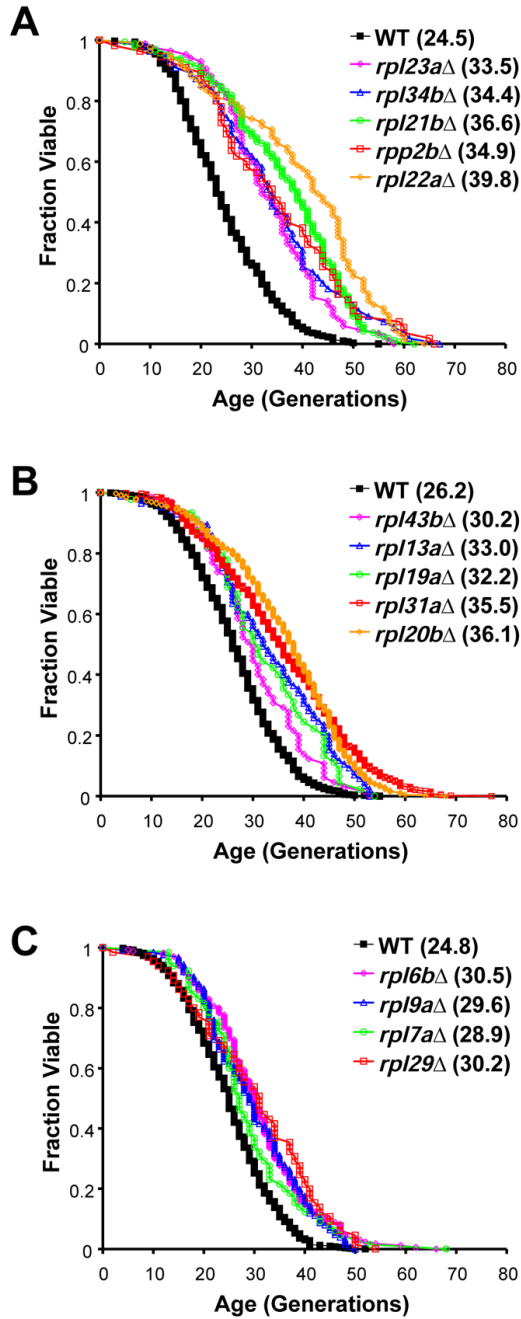 A
WT (24.5)
rpl23aΔ (33.5)
rpl34bΔ (34.4)
rpl21bΔ (36.6)
rpp2bΔ (34.9)
rpl22aΔ (39.8)
Fraction Viable
1
0.8
0.6
0.4
0.2
0
0 10 20 30 40 50 60 70 80
Age (Generations)
B
WT (26.2)
rpl43bΔ (30.2)
rpl13aΔ (33.0)
rpl19aΔ (32.2)
rpl31aΔ (35.5)
rpl20bΔ (36.1)
Fraction Viable
1
0.8
0.6
0.4
0.2
0
0 10 20 30 40 50 60 70 80
Age (Generations)
C
WT (24.8)
rpl6bΔ (30.5)
rpl9aΔ (29.6)
rpl7aΔ (28.9)
rpl29Δ (30.2)
Fraction Viable
1
0.8
0.6
0.4
0.2
0
0 10 20 30 40 50 60 70 80
Age (Generations)